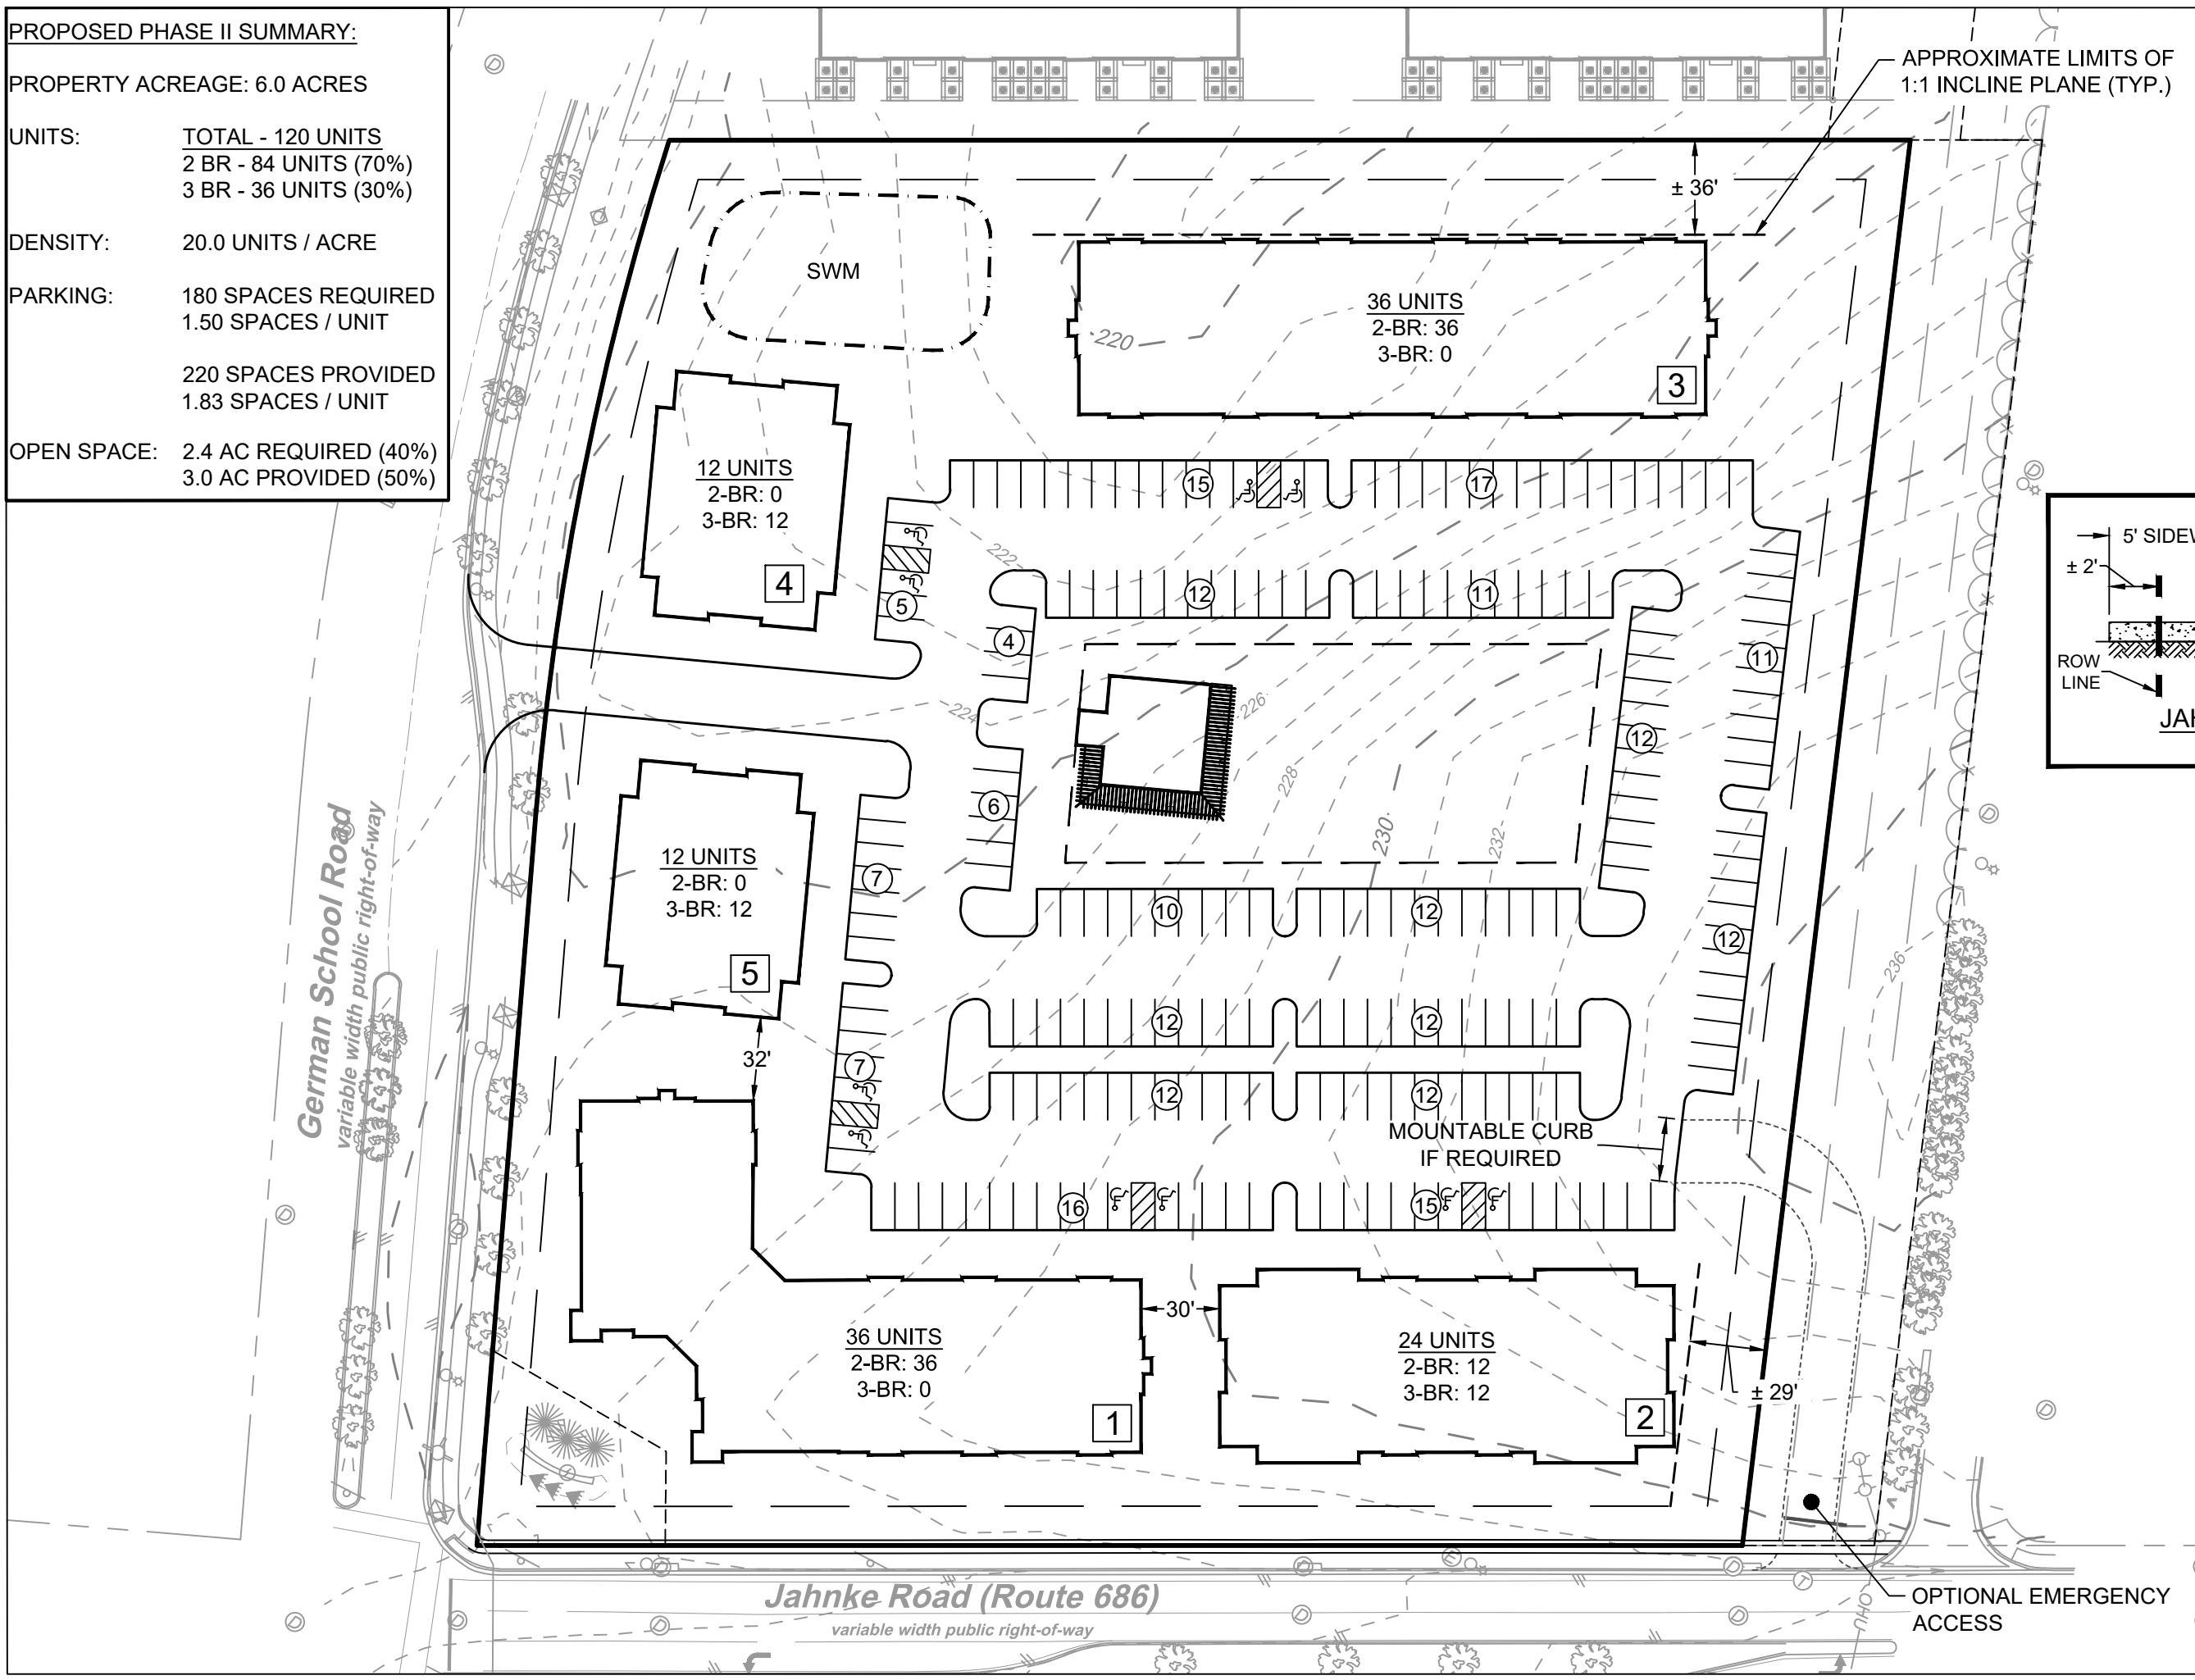 PROPOSED PHASE II SUMMARY:
PROPERTY ACREAGE: 6.0 ACRES
UNITS: TOTAL - 120 UNITS
2 BR - 84 UNITS (70%)
3 BR - 36 UNITS (30%)
DENSITY: 20.0 UNITS / ACRE
PARKING: 180 SPACES REQUIRED
1.50 SPACES / UNIT
220 SPACES PROVIDED
1.83 SPACES / UNIT
OPEN SPACE: 2.4 AC REQUIRED (40%)
3.0 AC PROVIDED (50%)
APPROXIMATE LIMITS OF
1:1 INCLINE PLANE (TYP.)
± 36'
SWM
220
36 UNITS
2-BR: 36
3-BR: 0
3
12 UNITS
2-BR: 0
3-BR: 12
4
15
17
5
222
12
11
4
11
224
226
12
6
228
230
232
12 UNITS
2-BR: 0
3-BR: 12
5
7
10
12
12
236
12
12
32'
7
12
12
MOUNTABLE CURB
IF REQUIRED
16
15
36 UNITS
2-BR: 36
3-BR: 0
1
30'
24 UNITS
2-BR: 12
3-BR: 12
2
± 29'
5' SIDEW
± 2'
ROW
LINE
JAH
German School Road
variable width public right-of-way
Jahnke Road (Route 686)
variable width public right-of-way
OHU
OPTIONAL EMERGENCY
ACCESS